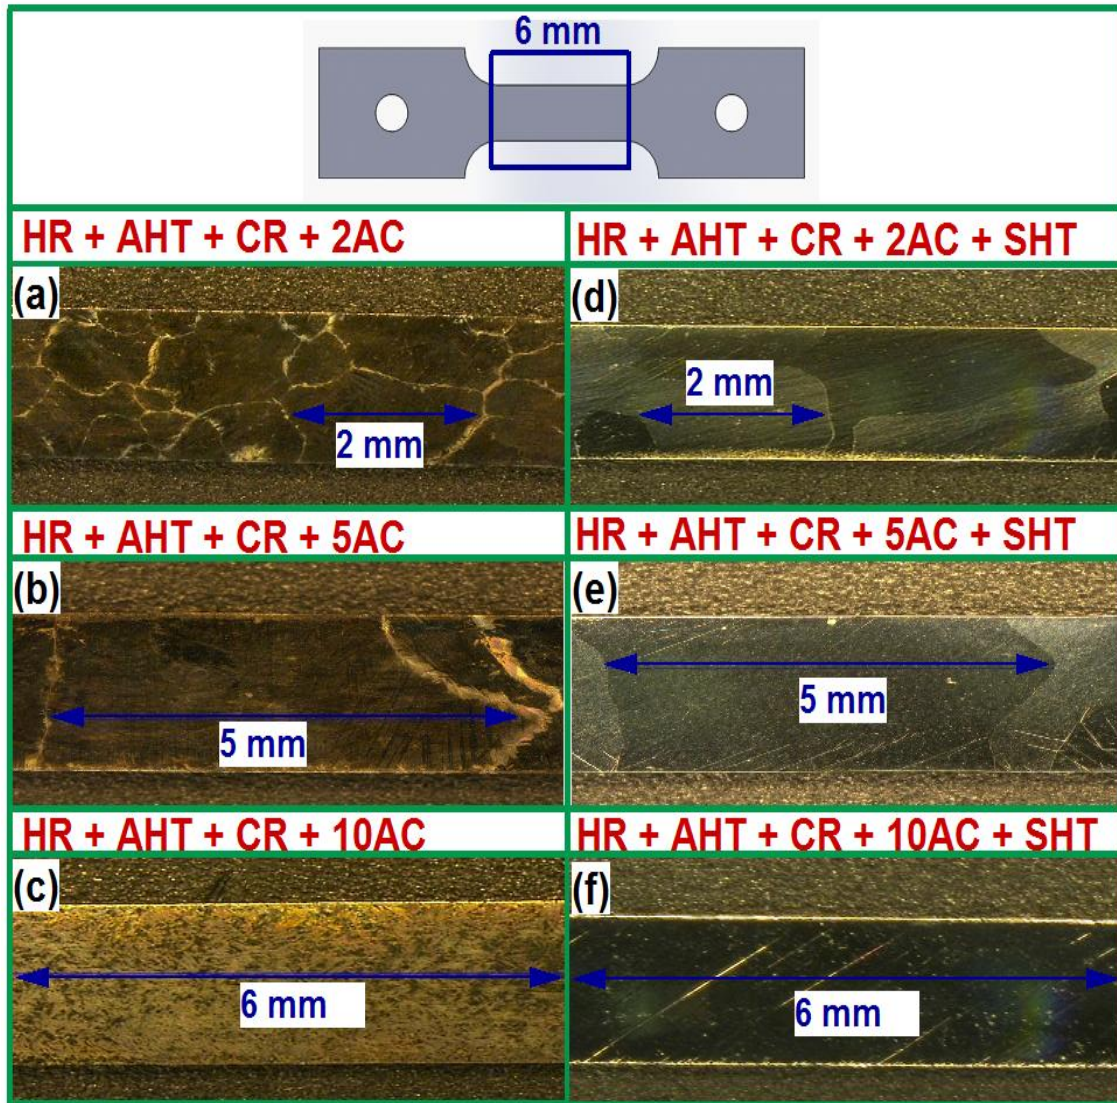 6 mm
HR + AHT + CR + 2AC
HR + AHT + CR + 2AC + SHT
(a)
2 mm
(d)
2 mm
HR + AHT + CR + 5AC
HR + AHT + CR + 5AC + SHT
(b)
5 mm
(e)
5 mm
HR + AHT + CR + 10AC
HR + AHT + CR + 10AC + SHT
(c)
6 mm
(f)
6 mm